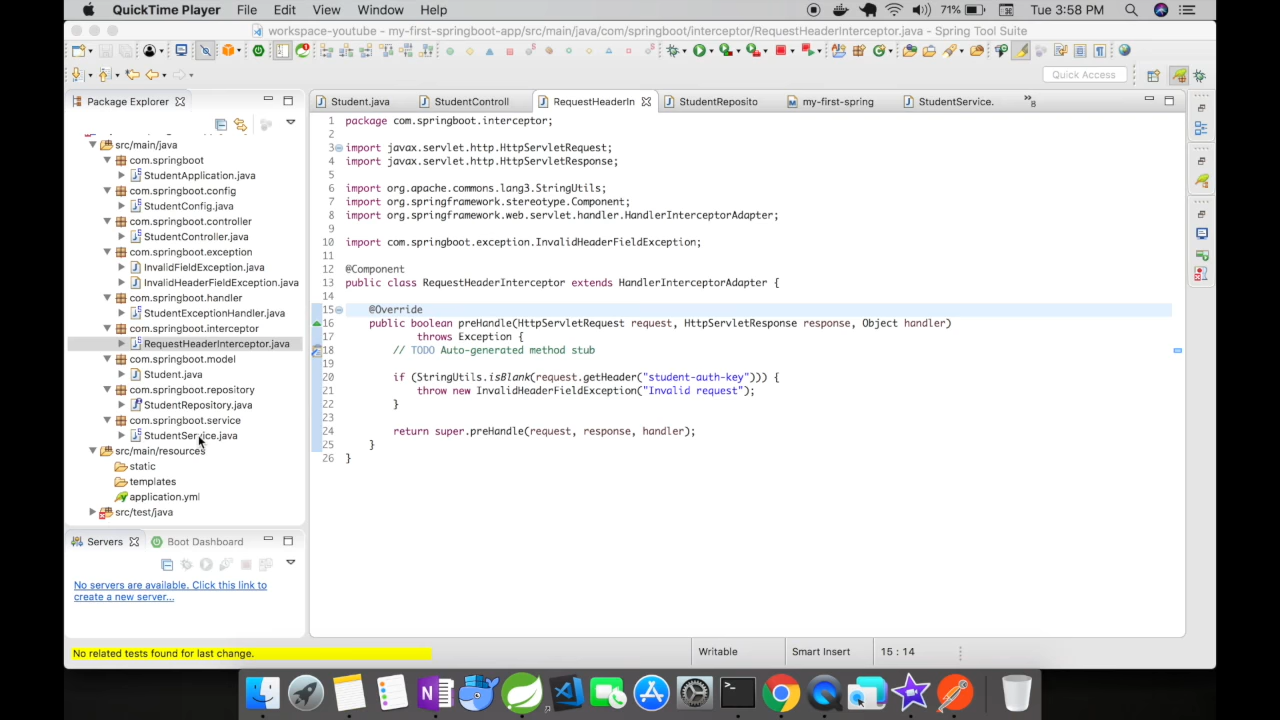 QuickTime Player File Edit View Window Help 71% Tue 3:58 PM
workspace-youtube - my-first-springboot-app/src/main/java/com/springboot/interceptor/RequestHeaderInterceptor.java - Spring Tool Suite
Quick Access
Package Explorer
src/main/java
com.springboot
StudentApplication.java
com.springboot.config
StudentConfig.java
com.springboot.controller
StudentController.java
com.springboot.exception
InvalidFieldException.java
InvalidHeaderFieldException.java
com.springboot.handler
StudentExceptionHandler.java
com.springboot.interceptor
RequestHeaderInterceptor.java
com.springboot.model
Student.java
com.springboot.repository
StudentRepository.java
com.springboot.service
StudentService.java
src/main/resources
static
templates
application.yml
src/test/java
Servers Boot Dashboard
No servers are available. Click this link to
create a new server...
Student.java StudentControll RequestHeaderIn StudentReposito my-first-spring StudentService. »8
1 package com.springboot.interceptor;
2
3 import javax.servlet.http.HttpServletRequest;
4 import javax.servlet.http.HttpServletResponse;
5
6 import org.apache.commons.lang3.StringUtils;
7 import org.springframework.stereotype.Component;
8 import org.springframework.web.servlet.handler.HandlerInterceptorAdapter;
9
10 import com.springboot.exception.InvalidHeaderFieldException;
11
12 @Component
13 public class RequestHeaderInterceptor extends HandlerInterceptorAdapter {
14
15 @Override
16 public boolean preHandle(HttpServletRequest request, HttpServletResponse response, Object handler)
17 throws Exception {
18 // TODO Auto-generated method stub
19
20 if (StringUtils.isBlank(request.getHeader("student-auth-key"))) {
21 throw new InvalidHeaderFieldException("Invalid request");
22 }
23
24 return super.preHandle(request, response, handler);
25 }
26 }
No related tests found for last change. Writable Smart Insert 15 : 14